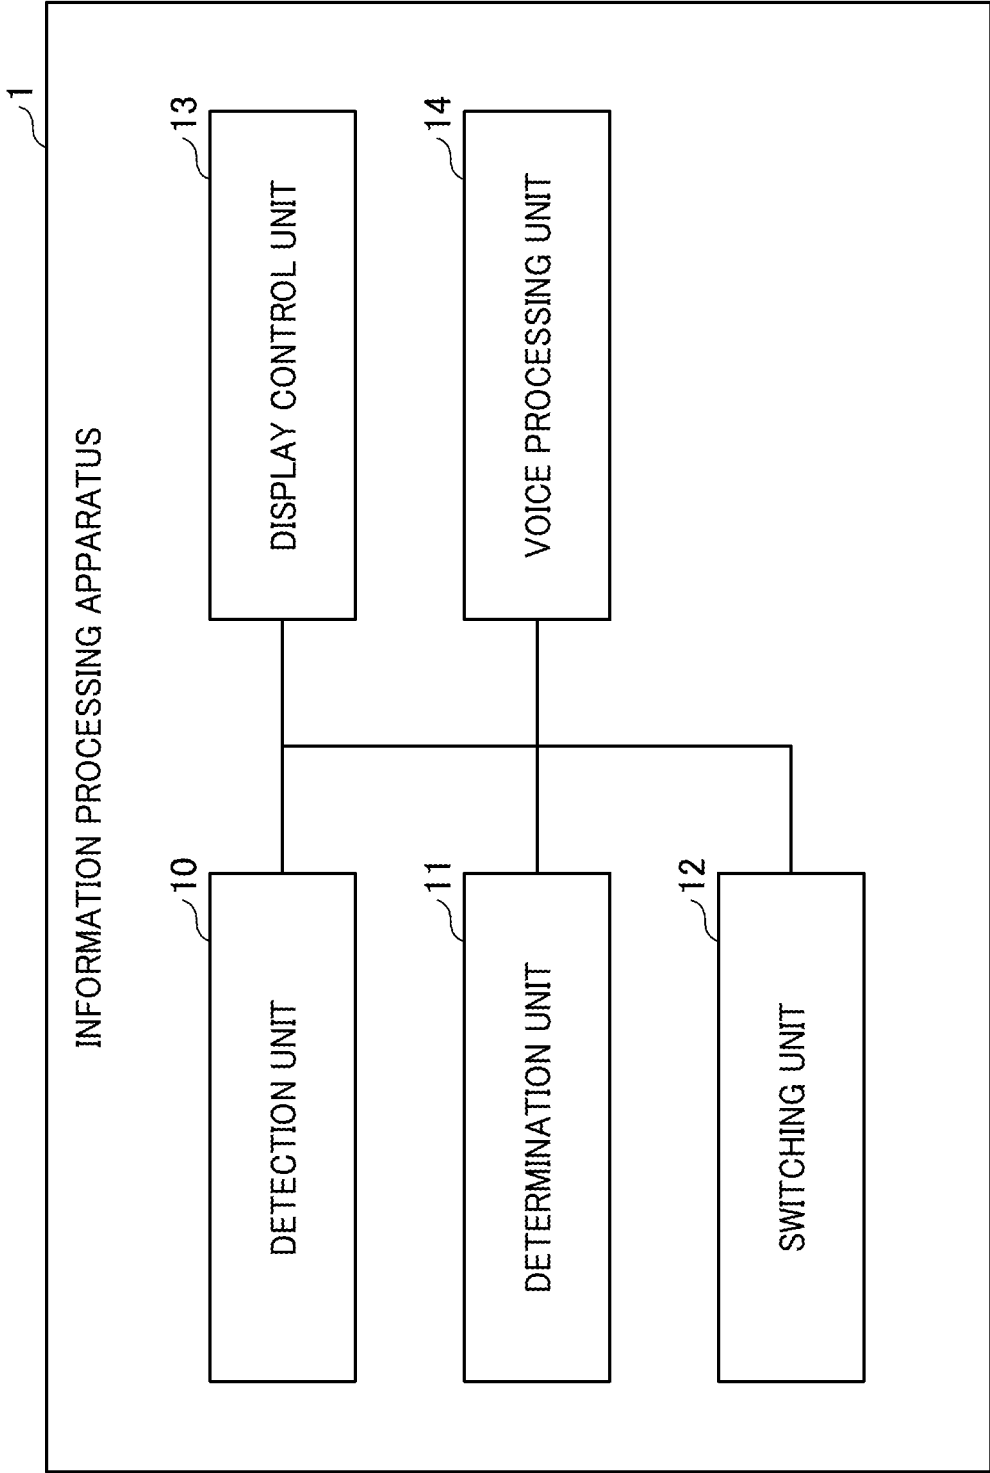 1
INFORMATION PROCESSING APPARATUS
10
DETECTION UNIT
13
DISPLAY CONTROL UNIT
11
DETERMINATION UNIT
14
VOICE PROCESSING UNIT
12
SWITCHING UNIT